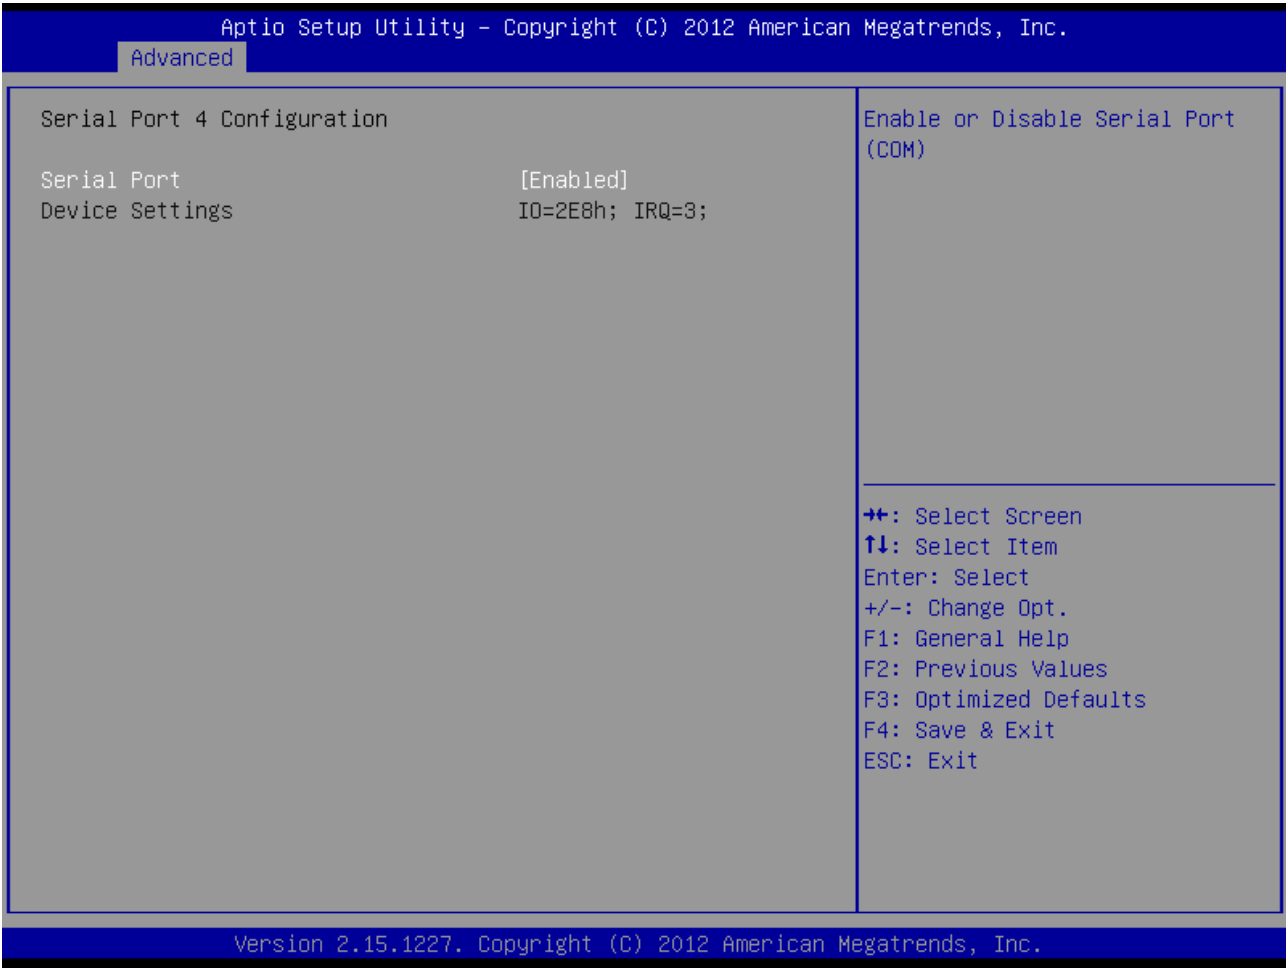 Aptio Setup Utility – Copyright (C) 2012 American Megatrends, Inc.
Advanced
Serial Port 4 Configuration
Serial Port [Enabled]
Device Settings IO=2E8h; IRQ=3;
Enable or Disable Serial Port
(COM)
→←: Select Screen
↑↓: Select Item
Enter: Select
+/-: Change Opt.
F1: General Help
F2: Previous Values
F3: Optimized Defaults
F4: Save & Exit
ESC: Exit
Version 2.15.1227. Copyright (C) 2012 American Megatrends, Inc.